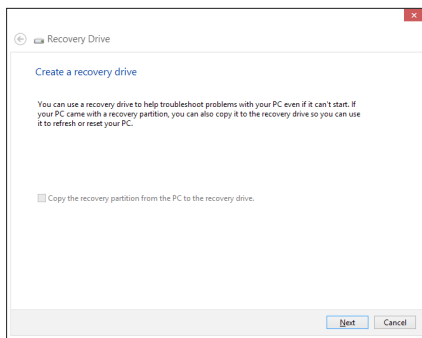 Recovery Drive
Create a recovery drive
You can use a recovery drive to help troubleshoot problems with your PC even if it can't start. If
your PC came with a recovery partition, you can also copy it to the recovery drive so you can use
it to refresh or reset your PC.
Copy the recovery partition from the PC to the recovery drive.
Next Cancel